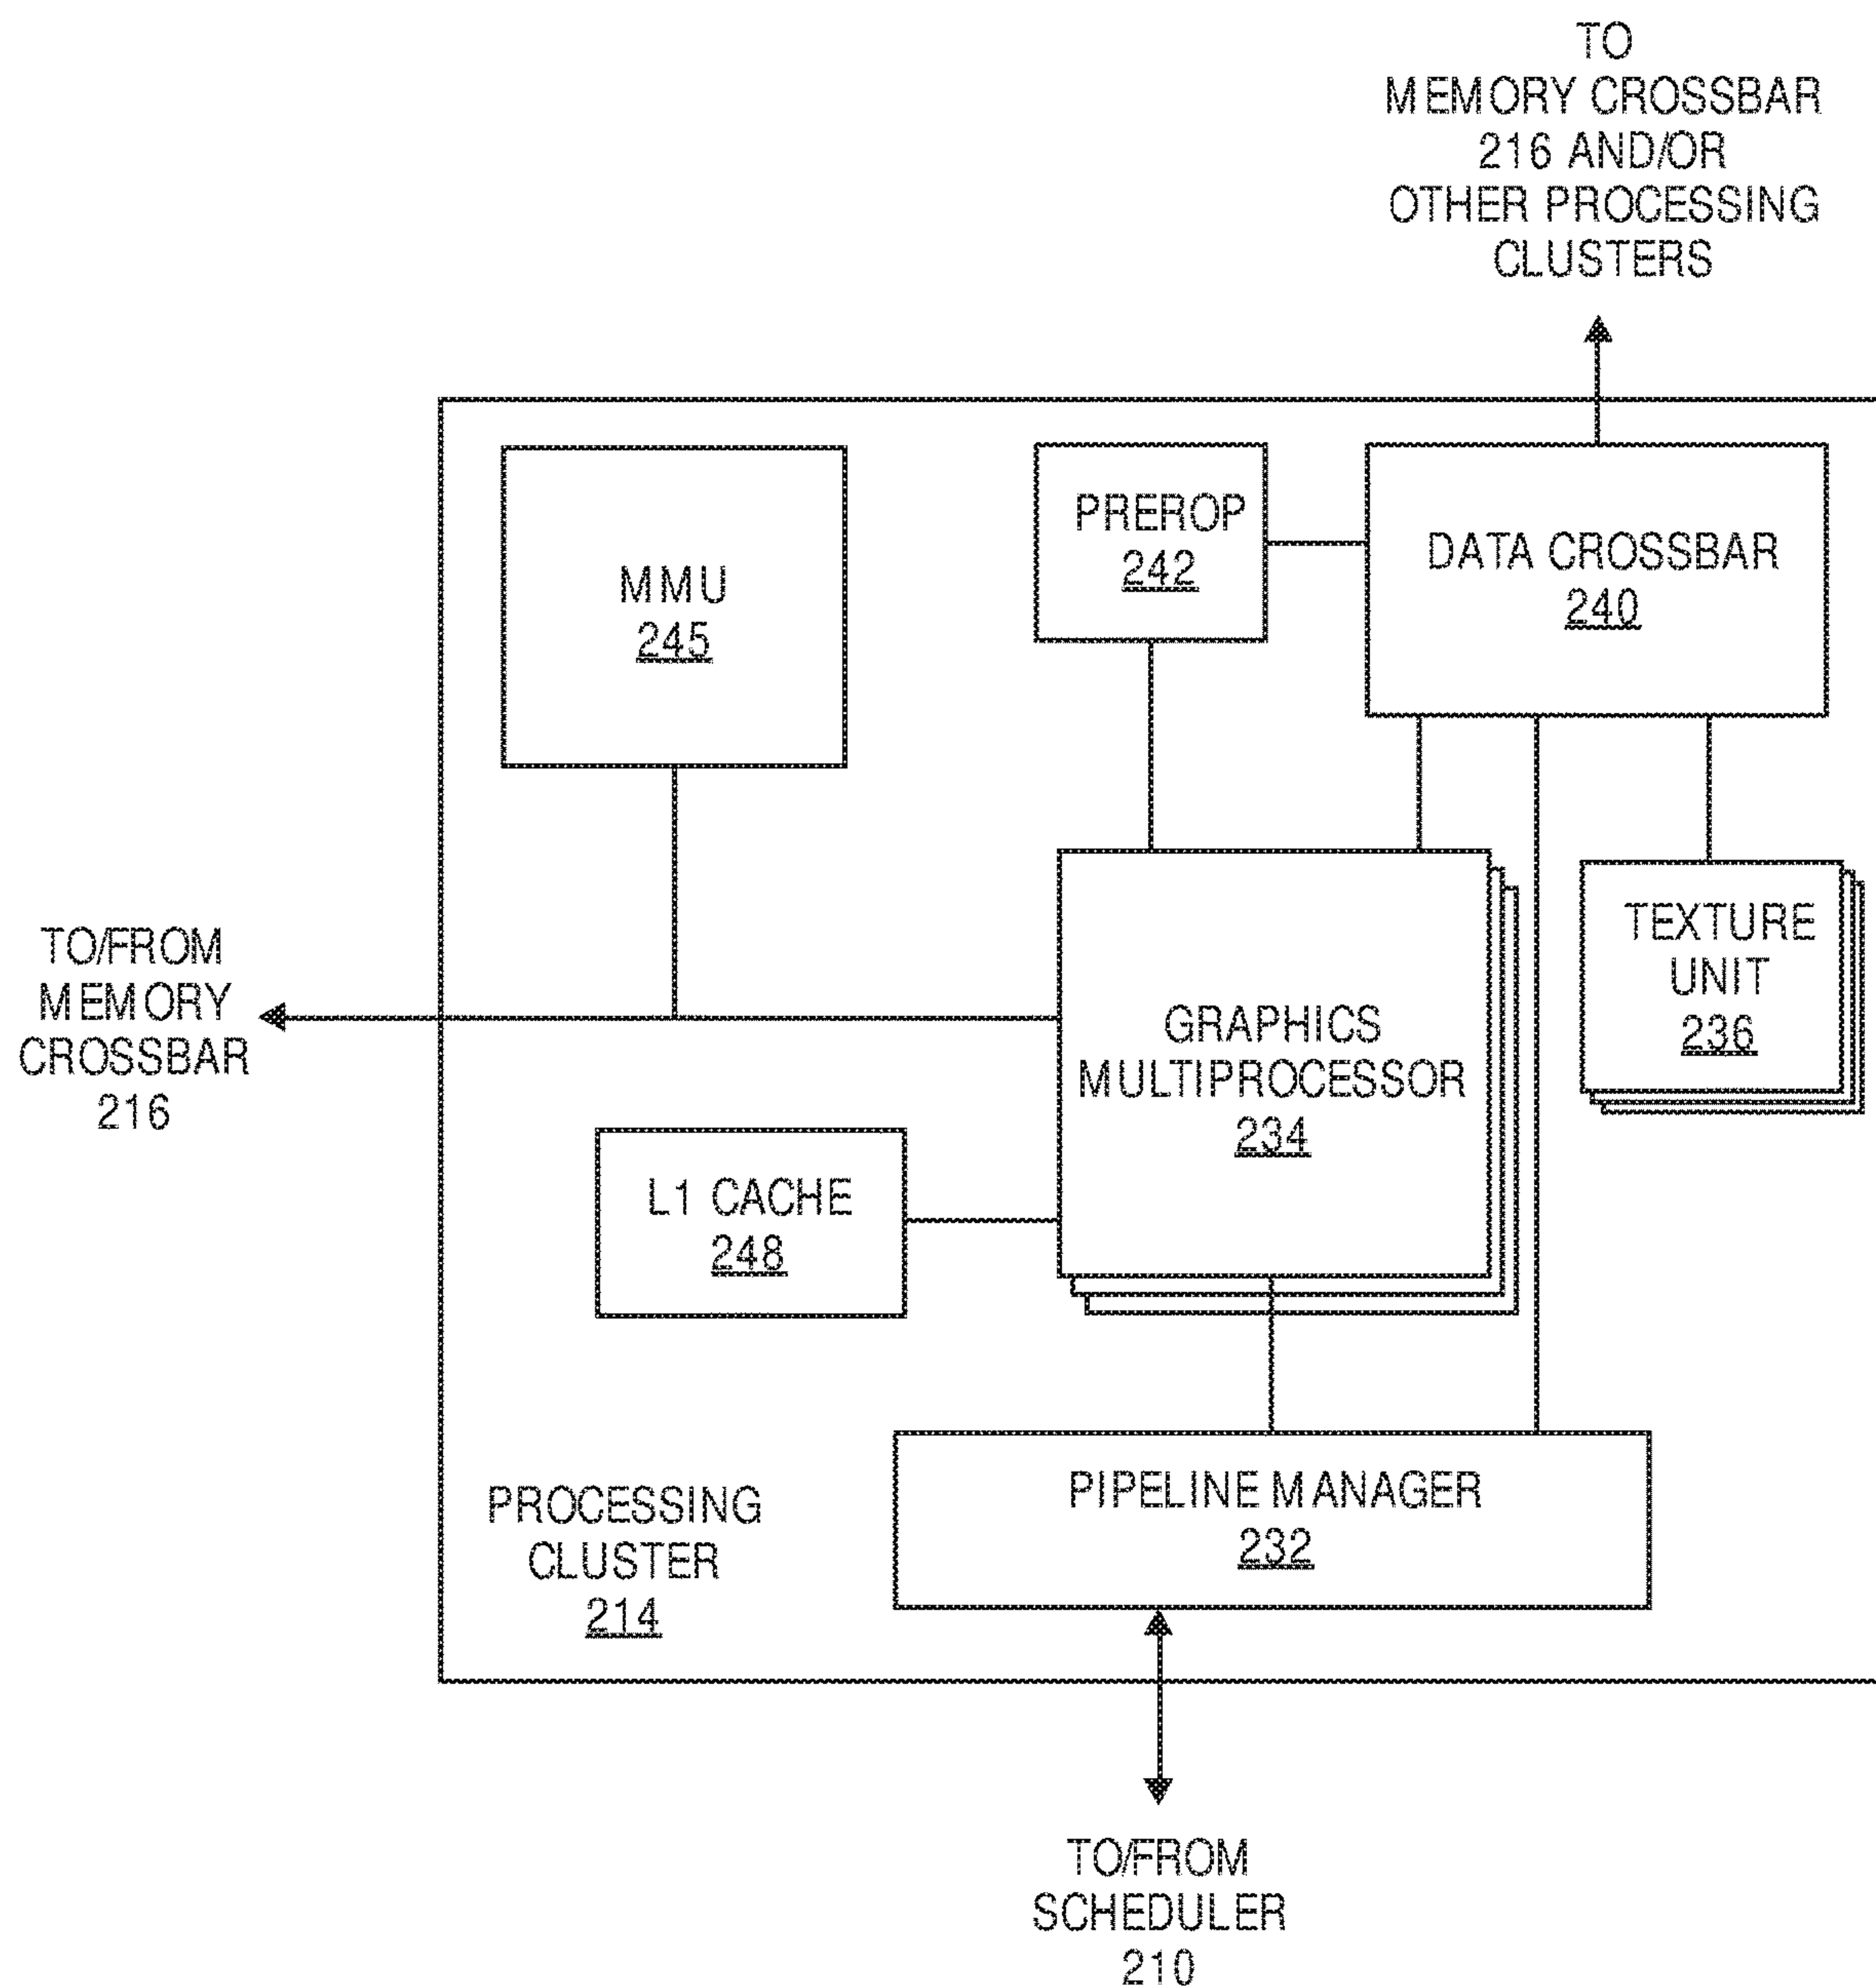 TO
MEMORY CROSSBAR
216 AND/OR
OTHER PROCESSING
CLUSTERS
MMU
245
PREROP
242
DATA CROSSBAR
240
TO/FROM
MEMORY
CROSSBAR
216
GRAPHICS
MULTIPROCESSOR
234
TEXTURE
UNIT
236
L1 CACHE
248
PROCESSING
CLUSTER
214
PIPELINE MANAGER
232
TO/FROM
SCHEDULER
210